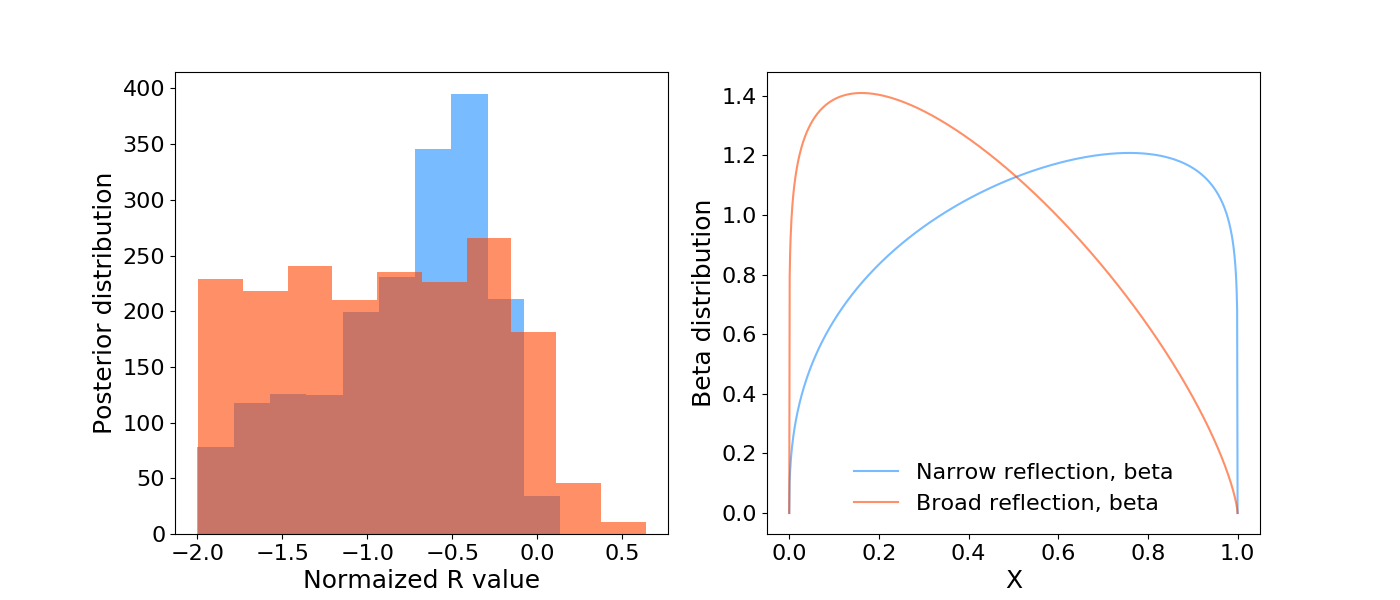 400
350
300
250
200
150
100
50
0
Posterior distribution
−2.0 −1.5 −1.0 −0.5 0.0 0.5
Normaized R value
1.4
1.2
1.0
0.8
0.6
0.4
0.2
0.0
Beta distribution
Narrow reflection, beta
Broad reflection, beta
0.0 0.2 0.4 0.6 0.8 1.0
X